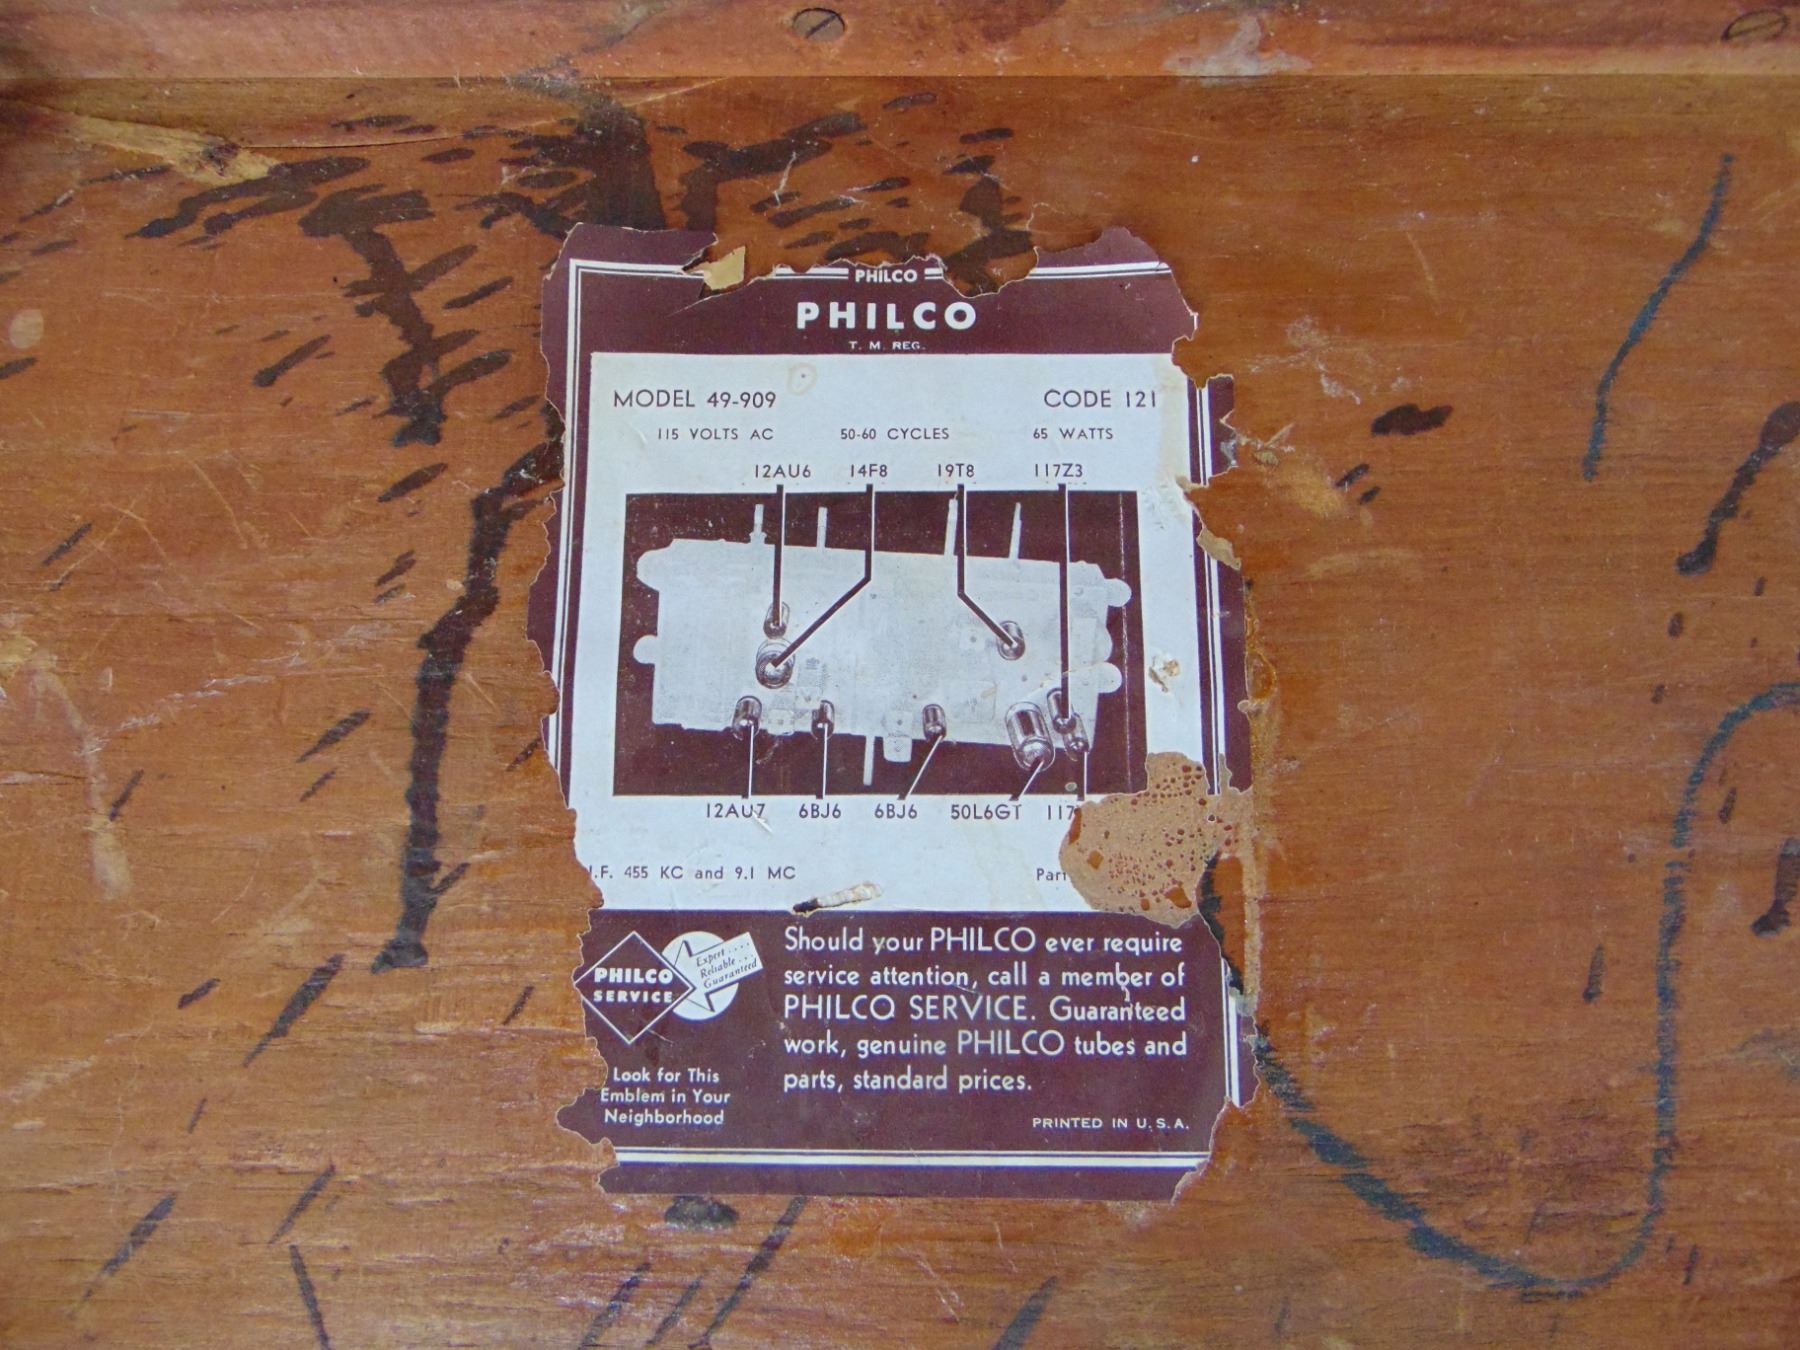 PHILCO
PHILCO
T. M. REG.
MODEL 49-909 CODE 121
115 VOLTS AC 50-60 CYCLES 65 WATTS
12AU6 14F8 19T8 117Z3
12AU7 6BJ6 6BJ6 50L6GT 117
I.F. 455 KC and 9.1 MC Part
PHILCO
SERVICE
Expert....
Reliable...
Guaranteed
Look for This
Emblem in Your
Neighborhood
Should your PHILCO ever require
service attention, call a member of
PHILCO SERVICE. Guaranteed
work, genuine PHILCO tubes and
parts, standard prices.
PRINTED IN U.S.A.